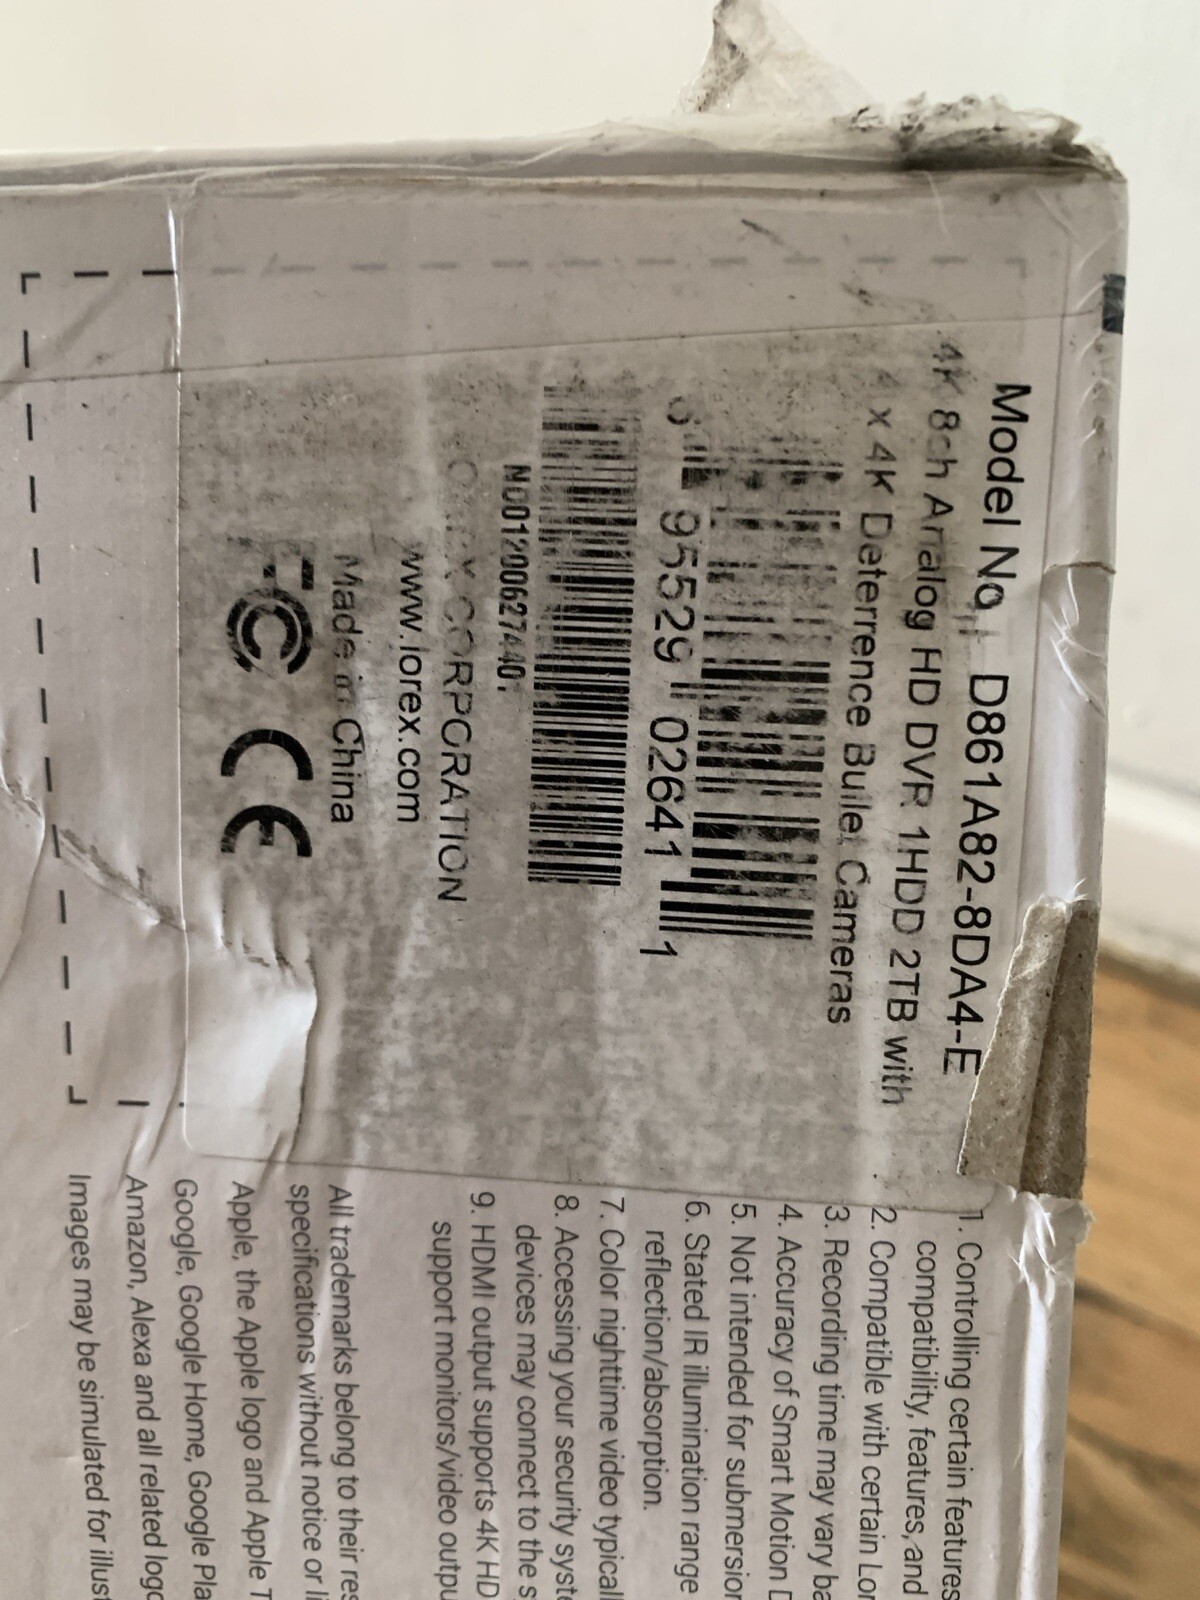 Model No. D861A82-8DA4-E
4K 8ch Analog HD DVR 1HDD 2TB with
4 x 4K Deterrence Bullet Cameras
95529 02641 1
CORPORATION
www.lorex.com
Made in China
FC CE
1. Controlling certain features
compatibility, features, and
2. Compatible with certain Lor
3. Recording time may vary ba
4. Accuracy of Smart Motion D
5. Not intended for submersion
6. Stated IR illumination range
reflection/absorption.
7. Color nighttime video typicall
8. Accessing your security syste
devices may connect to the s
9. HDMI output supports 4K HD
support monitors/video outpu
All trademarks belong to their res
specifications without notice or li
Apple, the Apple logo and Apple T
Google, Google Home, Google Pla
Amazon, Alexa and all related logo
Images may be simulated for illust